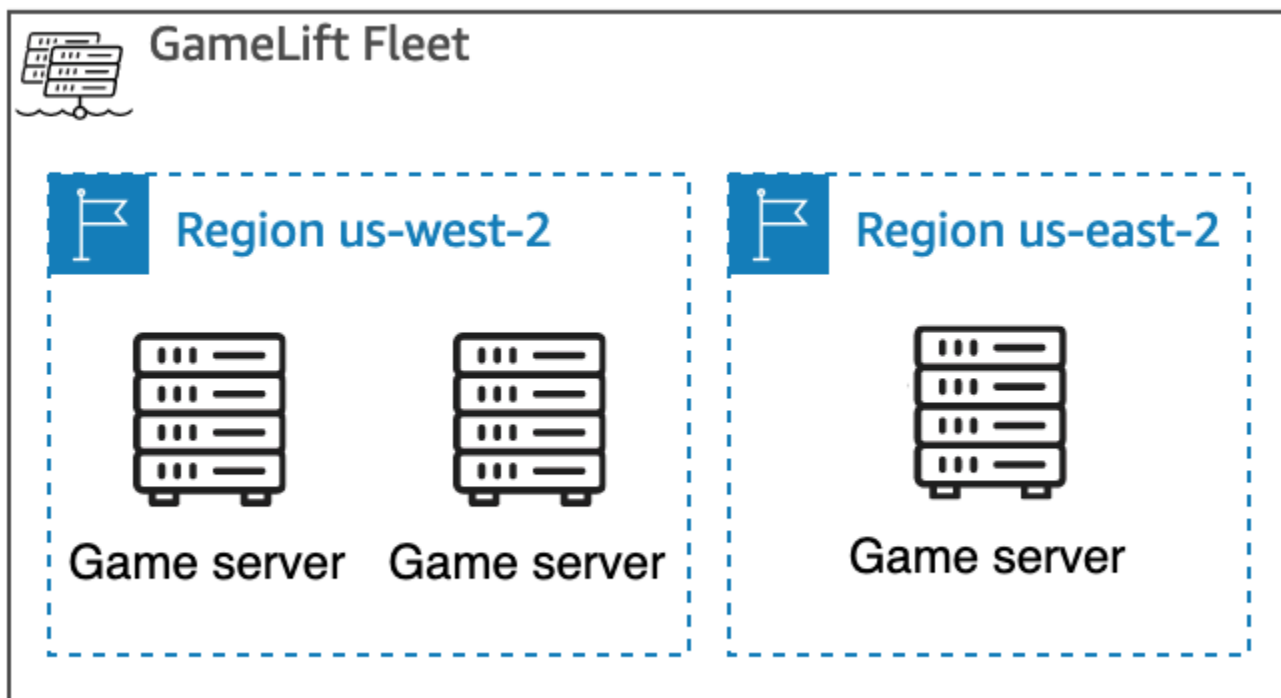 GameLift Fleet
Region us-west-2
Region us-east-2
Game server
Game server
Game server